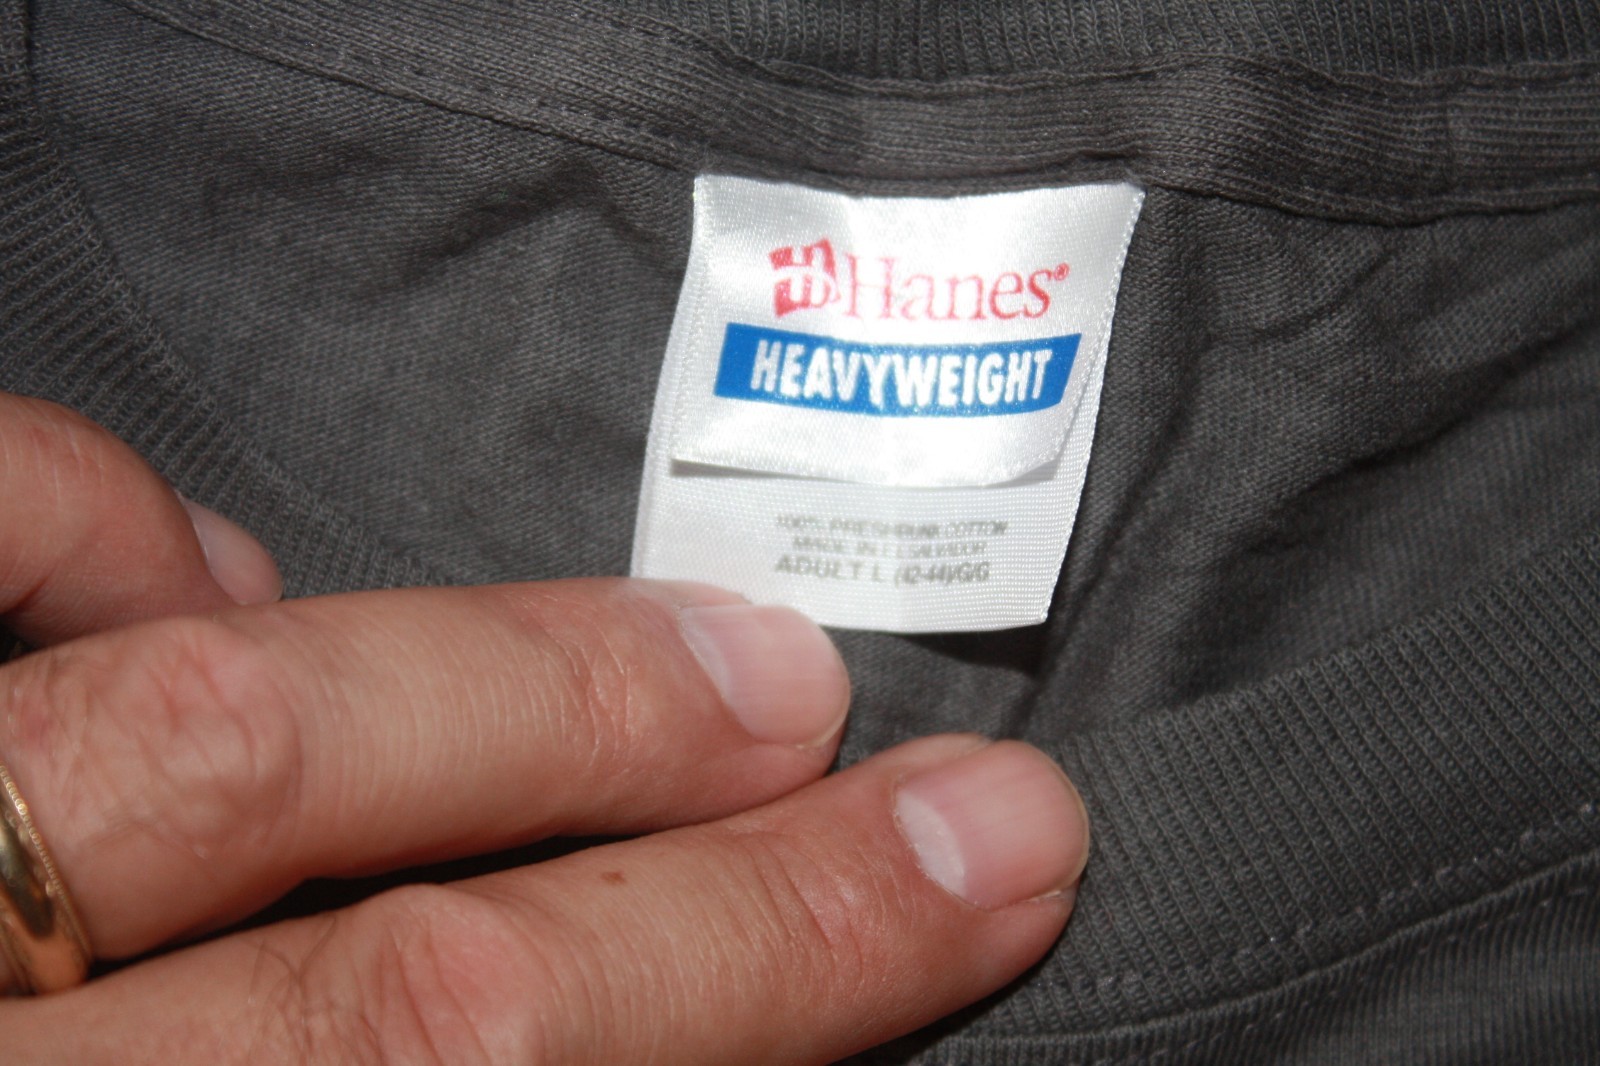 Hanes®
HEAVYWEIGHT
100% PRESHRUNK COTTON
MADE IN EL SALVADOR
ADULT L (42-44)/G/G